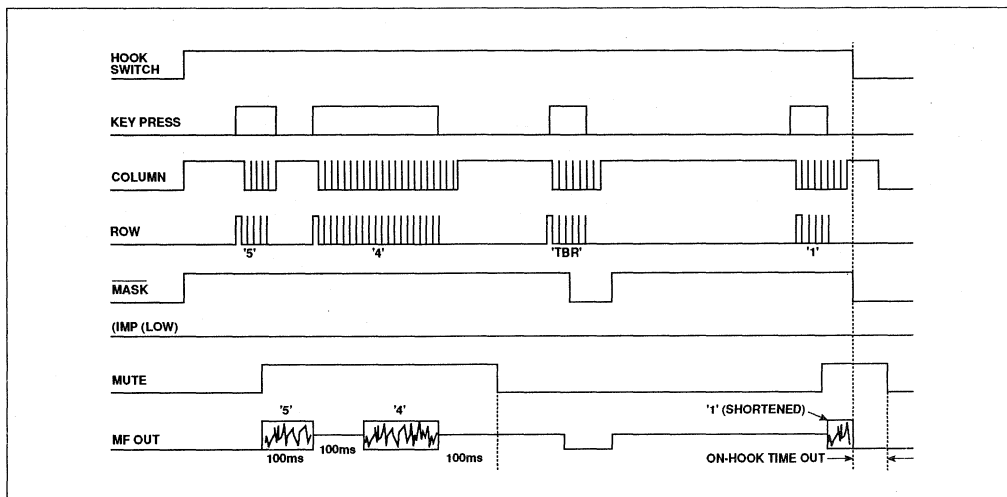 HOOK
SWITCH
KEY PRESS
COLUMN
ROW
'5' '4' 'TBR' '1'
MASK
(IMP (LOW)
MUTE
'5' '4' '1' (SHORTENED)
MF OUT
100ms 100ms 100ms
ON-HOOK TIME OUT